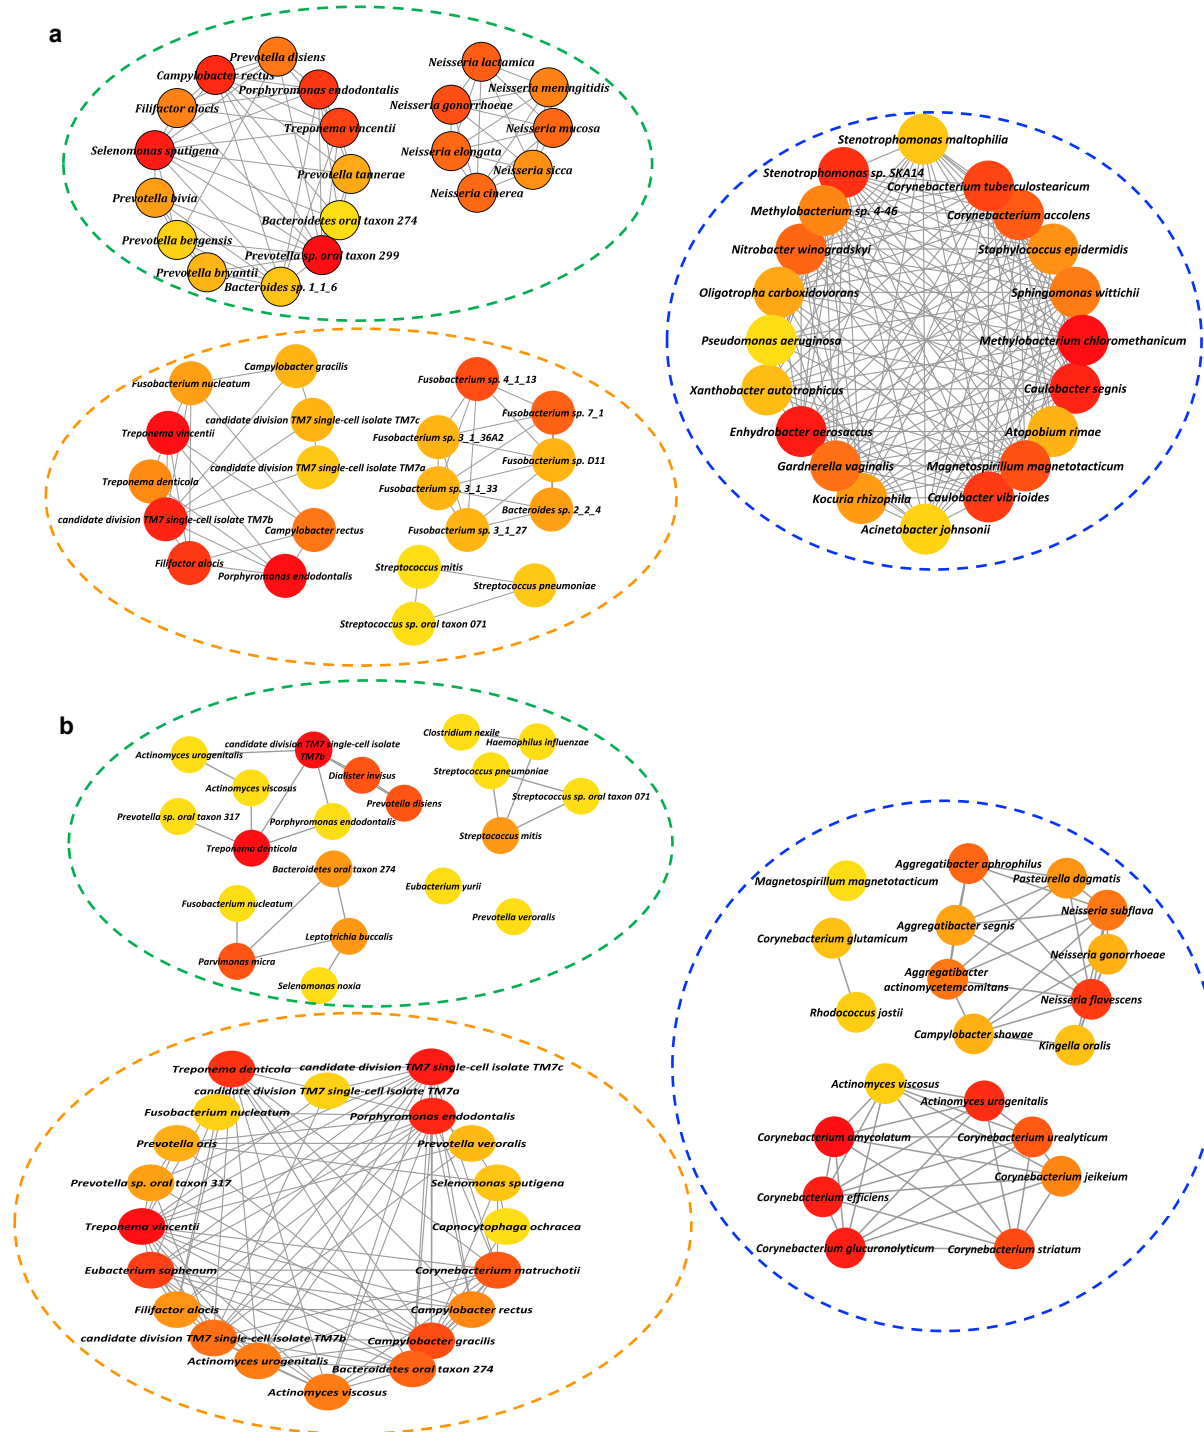 a
Prevotella disiens
Campylobacter rectus
Porphyromonas endodontalis
Filifactor alocis
Treponema vincentii
Selenomonas sputigena
Prevotella tannerae
Prevotella bivia
Bacteroidetes oral taxon 274
Prevotella bergensis
Prevotella sp. oral taxon 299
Prevotella bryantii
Bacteroides sp. 1_1_6
Neisseria lactamica
Neisseria meningitidis
Neisseria gonorrhoeae
Neisseria mucosa
Neisseria elongata
Neisseria sicca
Neisseria cinerea
Stenotrophomonas maltophilia
Stenotrophomonas sp. SKA14
Corynebacterium tuberculostearicum
Methylobacterium sp. 4-46
Corynebacterium accolens
Nitrobacter winogradskyi
Staphylococcus epidermidis
Oligotropha carboxidovorans
Sphingomonas wittichii
Pseudomonas aeruginosa
Methylobacterium chloromethanicum
Xanthobacter autotrophicus
Caulobacter segnis
Enhydrobacter aerosaccus
Atopobium rimae
Gardnerella vaginalis
Magnetospirillum magnetotacticum
Kocuria rhizophila
Caulobacter vibrioides
Acinetobacter johnsonii
Campylobacter gracilis
Fusobacterium nucleatum
candidate division TM7 single-cell isolate TM7c
Treponema vincentii
candidate division TM7 single-cell isolate TM7a
Treponema denticola
candidate division TM7 single-cell isolate TM7b
Campylobacter rectus
Filifactor alocis
Porphyromonas endodontalis
Fusobacterium sp. 4_1_13
Fusobacterium sp. 7_1
Fusobacterium sp. 3_1_36A2
Fusobacterium sp. D11
Fusobacterium sp. 3_1_33
Bacteroides sp. 2_2_4
Fusobacterium sp. 3_1_27
Streptococcus mitis
Streptococcus pneumoniae
Streptococcus sp. oral taxon 071
b
candidate division TM7 single-cell isolate
TM7b
Actinomyces urogenitalis
Dialister invisus
Actinomyces viscosus
Prevotella disiens
Prevotella sp. oral taxon 317
Porphyromonas endodontalis
Treponema denticola
Bacteroidetes oral taxon 274
Fusobacterium nucleatum
Leptotrichia buccalis
Parvimonas micra
Selenomonas noxia
Clostridium nexile
Haemophilus influenzae
Streptococcus pneumoniae
Streptococcus sp. oral taxon 071
Streptococcus mitis
Eubacterium yurii
Prevotella veroralis
Magnetospirillum magnetotacticum
Corynebacterium glutamicum
Rhodococcus jostii
Aggregatibacter aphrophilus
Pasteurella dagmatis
Neisseria subflava
Aggregatibacter segnis
Neisseria gonorrhoeae
Aggregatibacter
actinomycetemcomitans
Neisseria flavescens
Campylobacter showae
Kingella oralis
Actinomyces viscosus
Actinomyces urogenitalis
Corynebacterium amycolatum
Corynebacterium urealyticum
Corynebacterium jeikeium
Corynebacterium efficiens
Corynebacterium glucuronolyticum
Corynebacterium striatum
Treponema denticola
candidate division TM7 single-cell isolate TM7c
candidate division TM7 single-cell isolate TM7a
Fusobacterium nucleatum
Porphyromonas endodontalis
Prevotella oris
Prevotella veroralis
Prevotella sp. oral taxon 317
Selenomonas sputigena
Treponema vincentii
Capnocytophaga ochracea
Eubacterium saphenum
Corynebacterium matruchotii
Filifactor alocis
Campylobacter rectus
candidate division TM7 single-cell isolate TM7b
Campylobacter gracilis
Actinomyces urogenitalis
Bacteroidetes oral taxon 274
Actinomyces viscosus